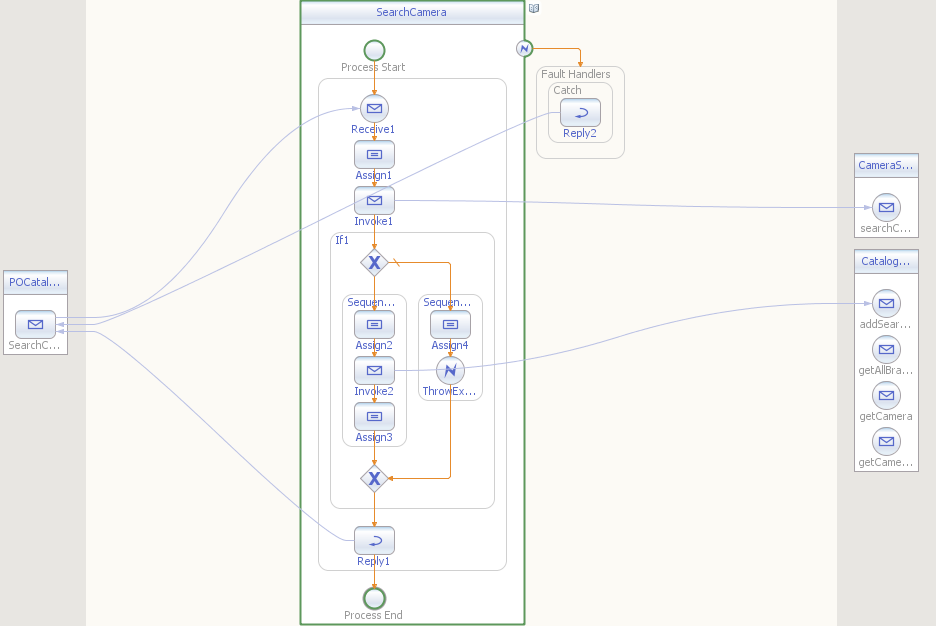 SearchCamera
Process Start
Fault Handlers
Catch
Reply2
Receive1
Assign1
Invoke1
If1
Sequen...
Sequen...
Assign2
Assign4
Invoke2
ThrowEx...
Assign3
Reply1
Process End
POCatal...
SearchC...
CameraS...
searchC...
Catalog...
addSear...
getAllBra...
getCamera
getCame...